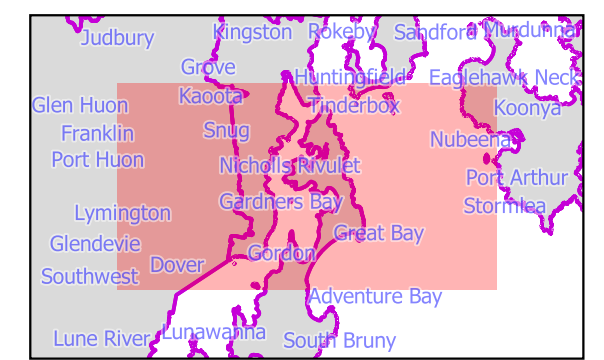 Kingston Rokeby Sandford Murdunna
Judbury
Grove Huntingfield Eaglehawk Neck
Kaoota Tinderbox Koonya
Glen Huon
Franklin Snug Nubeena
Port Huon Nicholls Rivulet
Port Arthur
Lymington Gardners Bay Stormlea
Glendevie Great Bay
Gordon
Southwest Dover
Adventure Bay
Lune River Lunawanna South Bruny